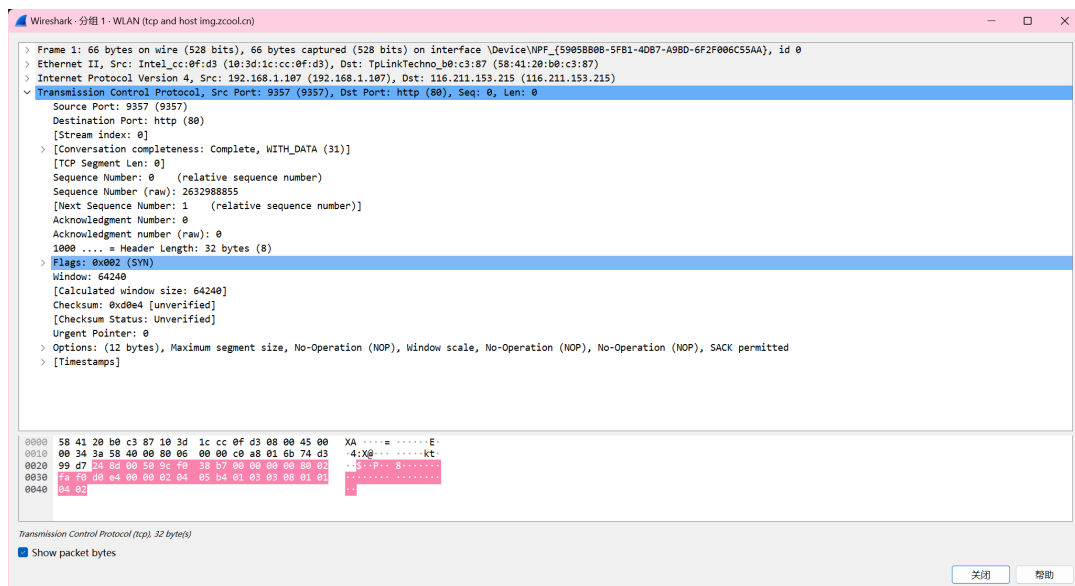 Wireshark · 分组 1 · WLAN (tcp and host img.zcool.cn)
Frame 1: 66 bytes on wire (528 bits), 66 bytes captured (528 bits) on interface \Device\NPF_{5905BB0B-5FB1-4DB7-A9BD-6F2F006C55AA}, id 0
Ethernet II, Src: Intel_cc:0f:d3 (10:3d:1c:cc:0f:d3), Dst: TpLinkTechno_b0:c3:87 (58:41:20:b0:c3:87)
Internet Protocol Version 4, Src: 192.168.1.107 (192.168.1.107), Dst: 116.211.153.215 (116.211.153.215)
Transmission Control Protocol, Src Port: 9357 (9357), Dst Port: http (80), Seq: 0, Len: 0
Source Port: 9357 (9357)
Destination Port: http (80)
[Stream index: 0]
[Conversation completeness: Complete, WITH_DATA (31)]
[TCP Segment Len: 0]
Sequence Number: 0    (relative sequence number)
Sequence Number (raw): 2632988855
[Next Sequence Number: 1    (relative sequence number)]
Acknowledgment Number: 0
Acknowledgment number (raw): 0
1000 .... = Header Length: 32 bytes (8)
Flags: 0x002 (SYN)
Window: 64240
[Calculated window size: 64240]
Checksum: 0xd0e4 [unverified]
[Checksum Status: Unverified]
Urgent Pointer: 0
Options: (12 bytes), Maximum segment size, No-Operation (NOP), Window scale, No-Operation (NOP), No-Operation (NOP), SACK permitted
[Timestamps]
0000 58 41 20 b0 c3 87 10 3d 1c cc 0f d3 08 00 45 00 XA ····= ······E·
0010 00 34 3a 58 40 00 80 06 00 00 c0 a8 01 6b 74 d3 ·4:X@··· ·····kt·
0020 99 d7 24 8d 00 50 9c f0 38 b7 00 00 00 00 80 02 ··$··P·· 8·······
0030 fa f0 d0 e4 00 00 02 04 05 b4 01 03 03 08 01 01 ········ ········
0040 04 02 ··
Transmission Control Protocol (tcp), 32 byte(s)
Show packet bytes
关闭 帮助